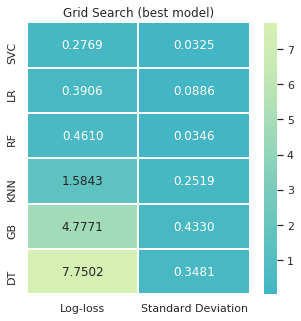 Grid Search (best model)
SVC 0.2769 0.0325
LR 0.3906 0.0886
RF 0.4610 0.0346
KNN 1.5843 0.2519
GB 4.7771 0.4330
DT 7.7502 0.3481
Log-loss Standard Deviation
7
6
5
4
3
2
1